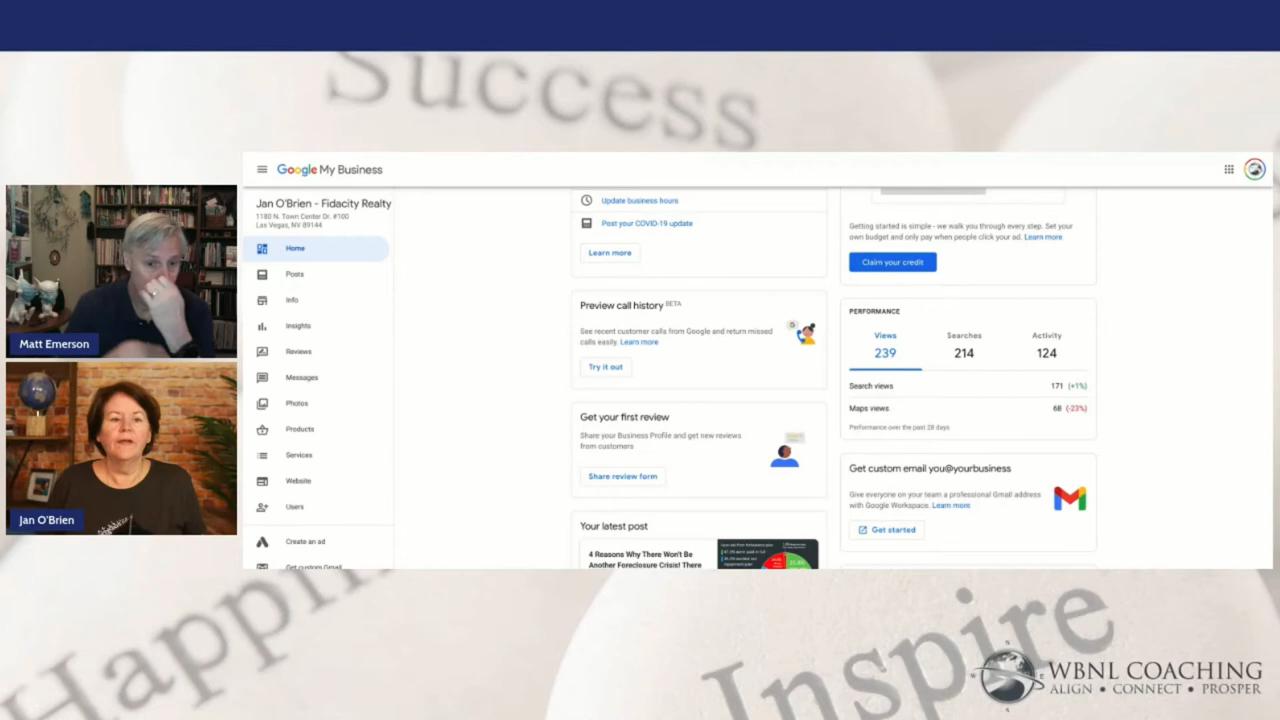 Success
Google My Business
Jan O'Brien - Fidacity Realty
1180 N. Town Center Dr. #100
Las Vegas, NV 89144
Home
Posts
Info
Insights
Reviews
Messages
Photos
Products
Services
Website
Users
Create an ad
Get custom Gmail
Update business hours
Post your COVID-19 update
Learn more
Preview call history BETA
See recent customer calls from Google and return missed
calls easily. Learn more
Try it out
Get your first review
Share your Business Profile and get new reviews
from customers
Share review form
Your latest post
4 Reasons Why There Won't Be
Another Foreclosure Crisis! There
Getting started is simple - we walk you through every step. Set your
own budget and only pay when people click your ad. Learn more
Claim your credit
PERFORMANCE
Views Searches Activity
239 214 124
Search views 171 (+1%)
Maps views 68 (-23%)
Performance over the past 28 days
Get custom email you@yourbusiness
Give everyone on your team a professional Gmail address
with Google Workspace. Learn more
Get started
Matt Emerson
Jan O'Brien
Happin
Inspire
WBNL COACHING
ALIGN • CONNECT • PROSPER